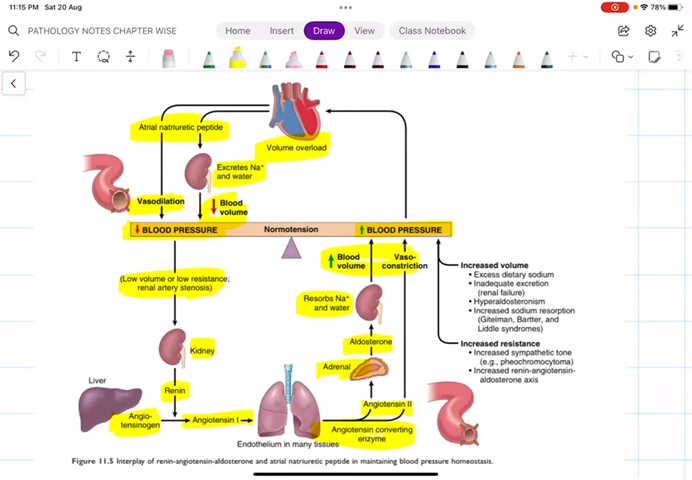 11:15 PM Sat 20 Aug
78%
PATHOLOGY NOTES CHAPTER WISE
Home Insert Draw View Class Notebook
Atrial natriuretic peptide
Volume overload
Excretes Na+
and water
Vasodilation
Blood
volume
BLOOD PRESSURE Normotension BLOOD PRESSURE
Blood
volume
Vaso-
constriction
(Low volume or low resistance;
renal artery stenosis)
Resorbs Na+
and water
Increased volume
• Excess dietary sodium
• Inadequate excretion
(renal failure)
• Hyperaldosteronism
• Increased sodium resorption
(Gitelman, Bartter, and
Liddle syndromes)
Increased resistance
• Increased sympathetic tone
(e.g., pheochromocytoma)
• Increased renin-angiotensin-
aldosterone axis
Kidney
Aldosterone
Adrenal
Renin
Liver
Angio-
tensinogen
Angiotensin I
Angiotensin II
Angiotensin converting
enzyme
Endothelium in many tissues
Figure 11.5 Interplay of renin-angiotensin-aldosterone and atrial natriuretic peptide in maintaining blood pressure homeostasis.